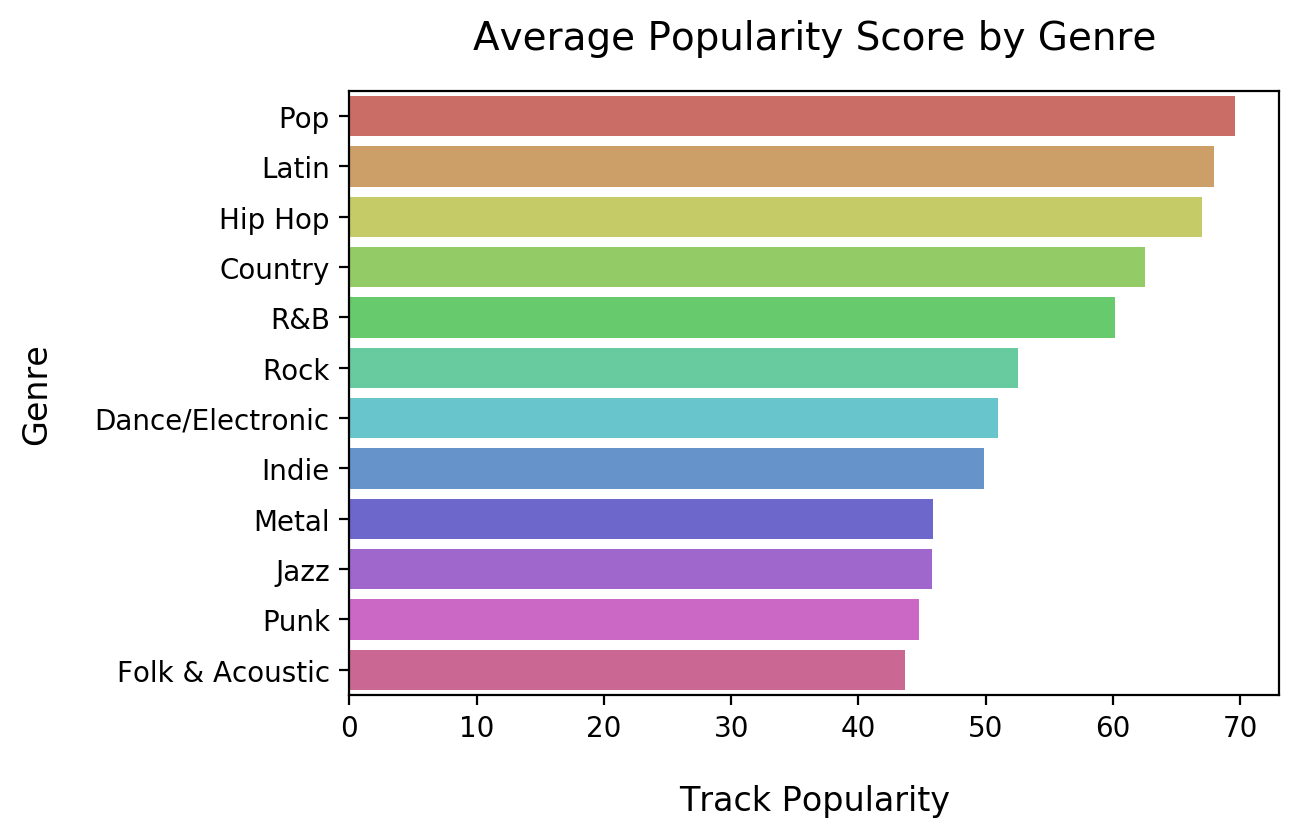 Average Popularity Score by Genre
Genre
Pop
Latin
Hip Hop
Country
R&B
Rock
Dance/Electronic
Indie
Metal
Jazz
Punk
Folk & Acoustic
0 10 20 30 40 50 60 70
Track Popularity